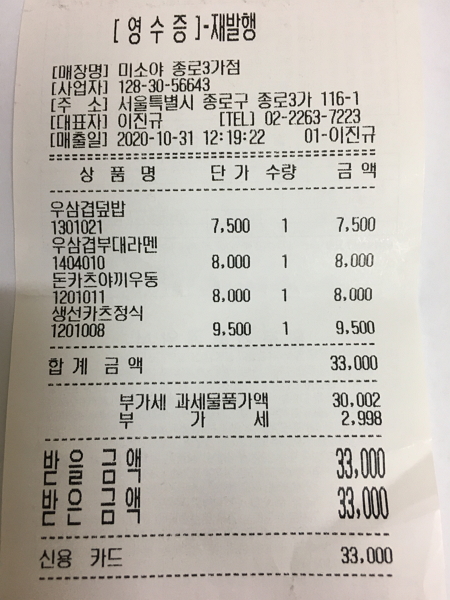 [ 영 수 증 ]-재발행
[매장명] 미소야 종로3가점
[사업자] 128-30-56643
[주 소] 서울특별시 종로구 종로3가 116-1
[대표자] 이진규 [TEL] 02-2263-7223
[매출일] 2020-10-31 12:19:22 01-이진규
상 품 명 단 가 수량 금 액
우삼겹덮밥
1301021 7,500 1 7,500
우삼겹부대라멘
1404010 8,000 1 8,000
돈카츠야끼우동
1201011 8,000 1 8,000
생선카츠정식
1201008 9,500 1 9,500
합 계 금 액 33,000
부가세 과세물품가액 30,002
부 가 세 2,998
받 을 금 액 33,000
받 은 금 액 33,000
신용 카드 33,000